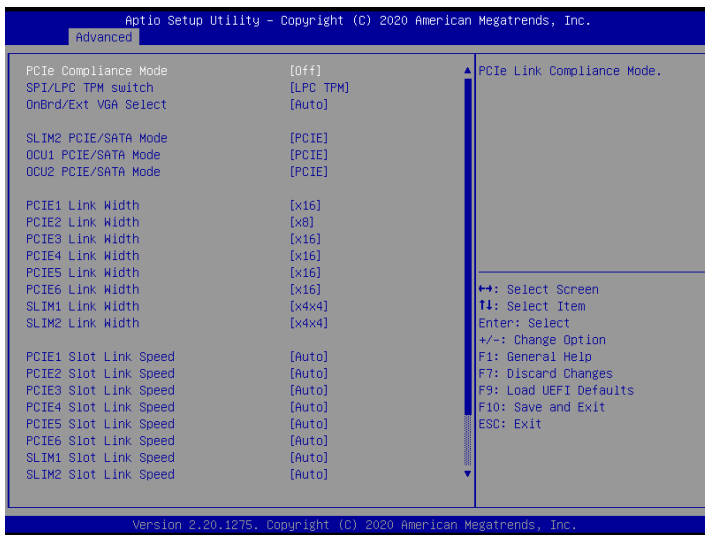 Aptio Setup Utility – Copyright (C) 2020 American Megatrends, Inc.
Advanced
PCIe Compliance Mode [Off]
SPI/LPC TPM switch [LPC TPM]
OnBrd/Ext VGA Select [Auto]
SLIM2 PCIE/SATA Mode [PCIE]
OCU1 PCIE/SATA Mode [PCIE]
OCU2 PCIE/SATA Mode [PCIE]
PCIE1 Link Width [x16]
PCIE2 Link Width [x8]
PCIE3 Link Width [x16]
PCIE4 Link Width [x16]
PCIE5 Link Width [x16]
PCIE6 Link Width [x16]
SLIM1 Link Width [x4x4]
SLIM2 Link Width [x4x4]
PCIE1 Slot Link Speed [Auto]
PCIE2 Slot Link Speed [Auto]
PCIE3 Slot Link Speed [Auto]
PCIE4 Slot Link Speed [Auto]
PCIE5 Slot Link Speed [Auto]
PCIE6 Slot Link Speed [Auto]
SLIM1 Slot Link Speed [Auto]
SLIM2 Slot Link Speed [Auto]
PCIe Link Compliance Mode.
↔: Select Screen
↑↓: Select Item
Enter: Select
+/-: Change Option
F1: General Help
F7: Discard Changes
F9: Load UEFI Defaults
F10: Save and Exit
ESC: Exit
Version 2.20.1275. Copyright (C) 2020 American Megatrends, Inc.